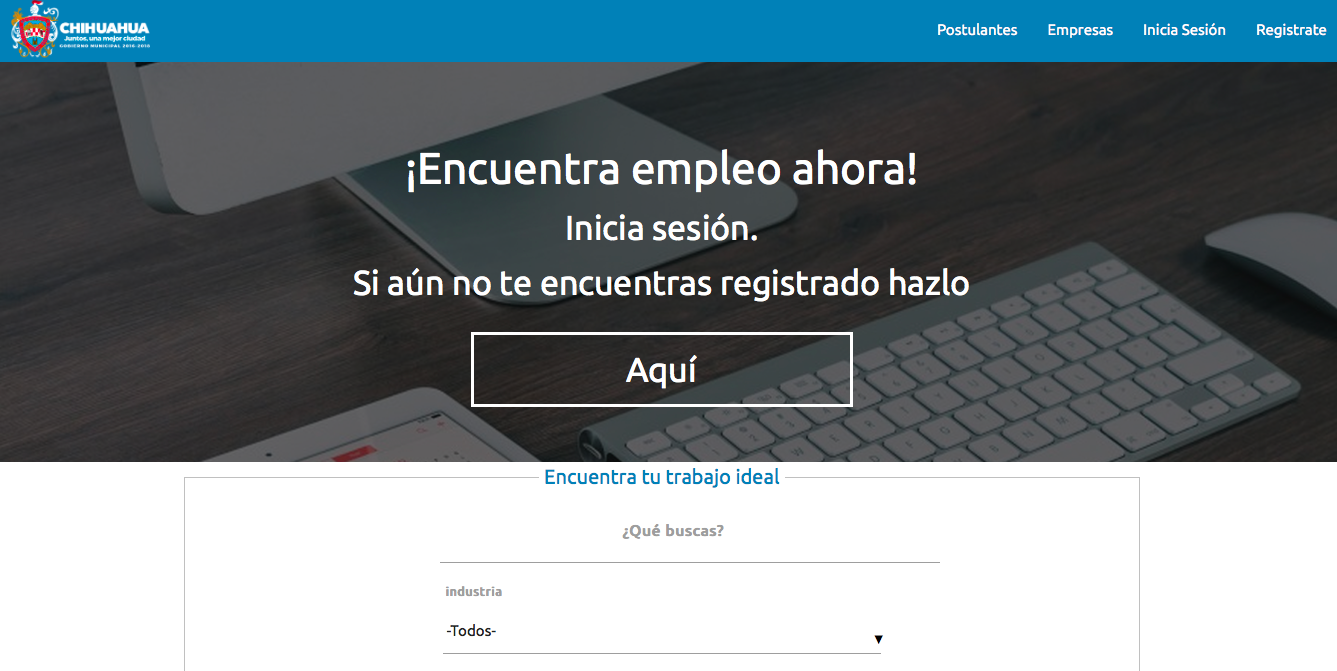 CHIHUAHUA
Juntos, una mejor ciudad
GOBIERNO MUNICIPAL 2016-2018
Postulantes
Empresas
Inicia Sesión
Registrate
¡Encuentra empleo ahora!
Inicia sesión.
Si aún no te encuentras registrado hazlo
Aquí
Encuentra tu trabajo ideal
¿Qué buscas?
industria
-Todos-